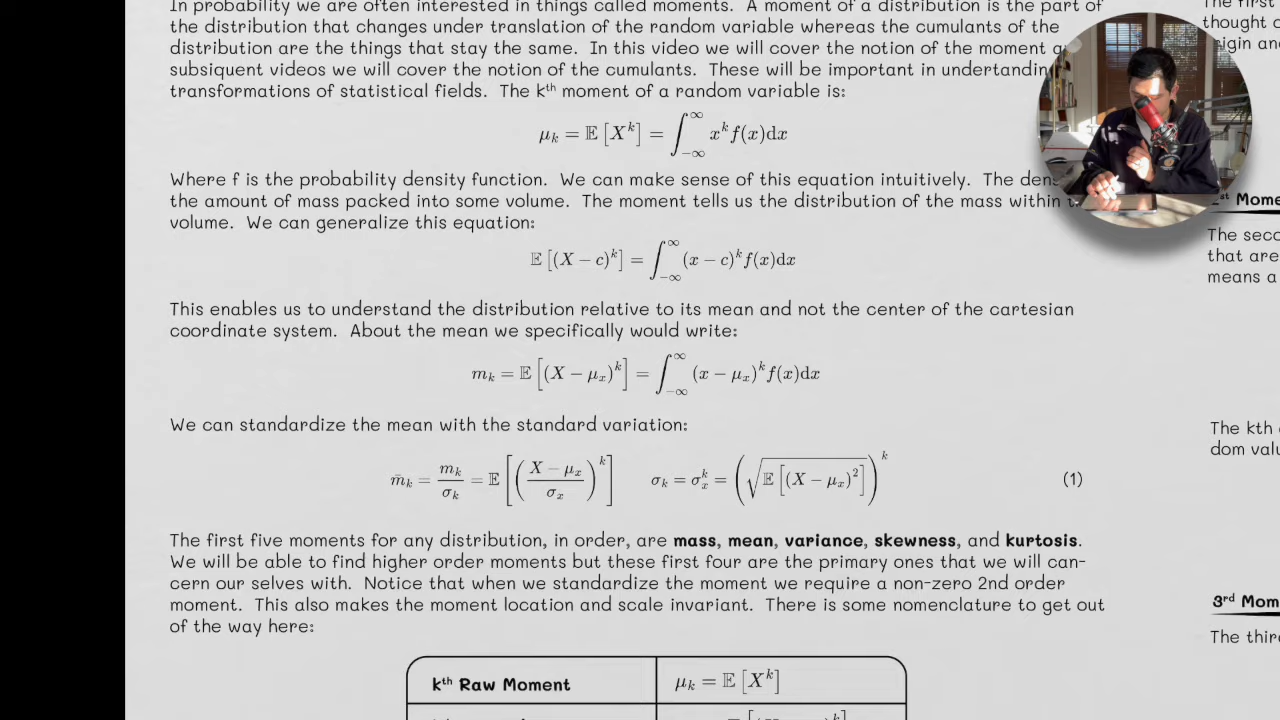 In probability we are often interested in things called moments. A moment of a distribution is the part of
the distribution that changes under translation of the random variable whereas the cumulants of the
distribution are the things that stay the same. In this video we will cover the notion of the moment
subsiquent videos we will cover the notion of the cumulants. These will be important in undertandin
transformations of statistical fields. The kᵗʰ moment of a random variable is:
μₖ = 𝔼 [Xᵏ] = ∫_{-∞}^{∞} xᵏ f(x)dx
Where f is the probability density function. We can make sense of this equation intuitively. The den
the amount of mass packed into some volume. The moment tells us the distribution of the mass within
volume. We can generalize this equation:
𝔼 [(X − c)ᵏ] = ∫_{-∞}^{∞} (x − c)ᵏ f(x)dx
This enables us to understand the distribution relative to its mean and not the center of the cartesian
coordinate system. About the mean we specifically would write:
mₖ = 𝔼 [(X − μₓ)ᵏ] = ∫_{-∞}^{∞} (x − μₓ)ᵏ f(x)dx
We can standardize the mean with the standard variation:
m̄ₖ = mₖ/σₖ = 𝔼 [((X − μₓ)/σₓ)ᵏ] σₖ = σₓᵏ = (√(𝔼 [(X − μₓ)²]))ᵏ (1)
The first five moments for any distribution, in order, are mass, mean, variance, skewness, and kurtosis.
We will be able to find higher order moments but these first four are the primary ones that we will can-
cern our selves with. Notice that when we standardize the moment we require a non-zero 2nd order
moment. This also makes the moment location and scale invariant. There is some nomenclature to get out
of the way here:
kᵗʰ Raw Moment μₖ = 𝔼 [Xᵏ]
The first
thought
igin and
ˢᵗ Mome
The seco
that are
means a
The kth
dom valu
3ʳᵈ Mom
The third